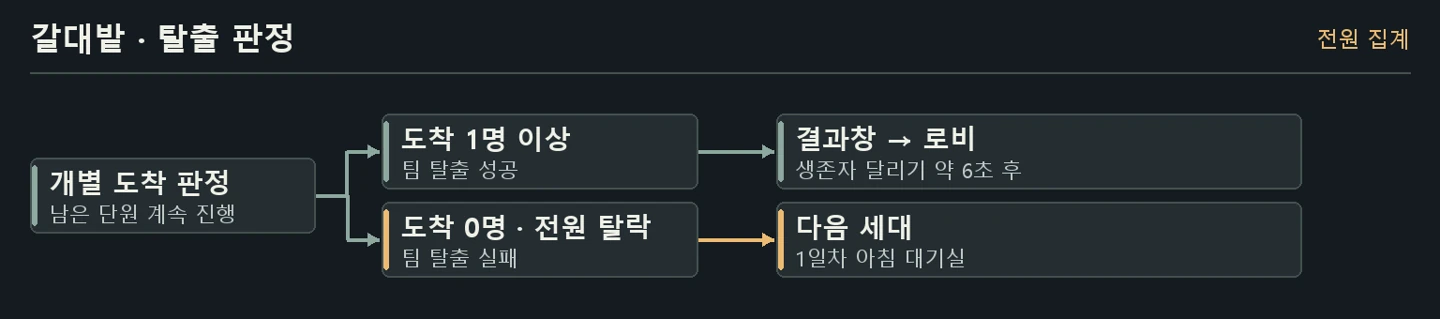 갈대밭 · 탈출 판정
전원 집계
개별 도착 판정
남은 단원 계속 진행
도착 1명 이상
팀 탈출 성공
결과창 → 로비
생존자 달리기 약 6초 후
도착 0명 · 전원 탈락
팀 탈출 실패
다음 세대
1일차 아침 대기실